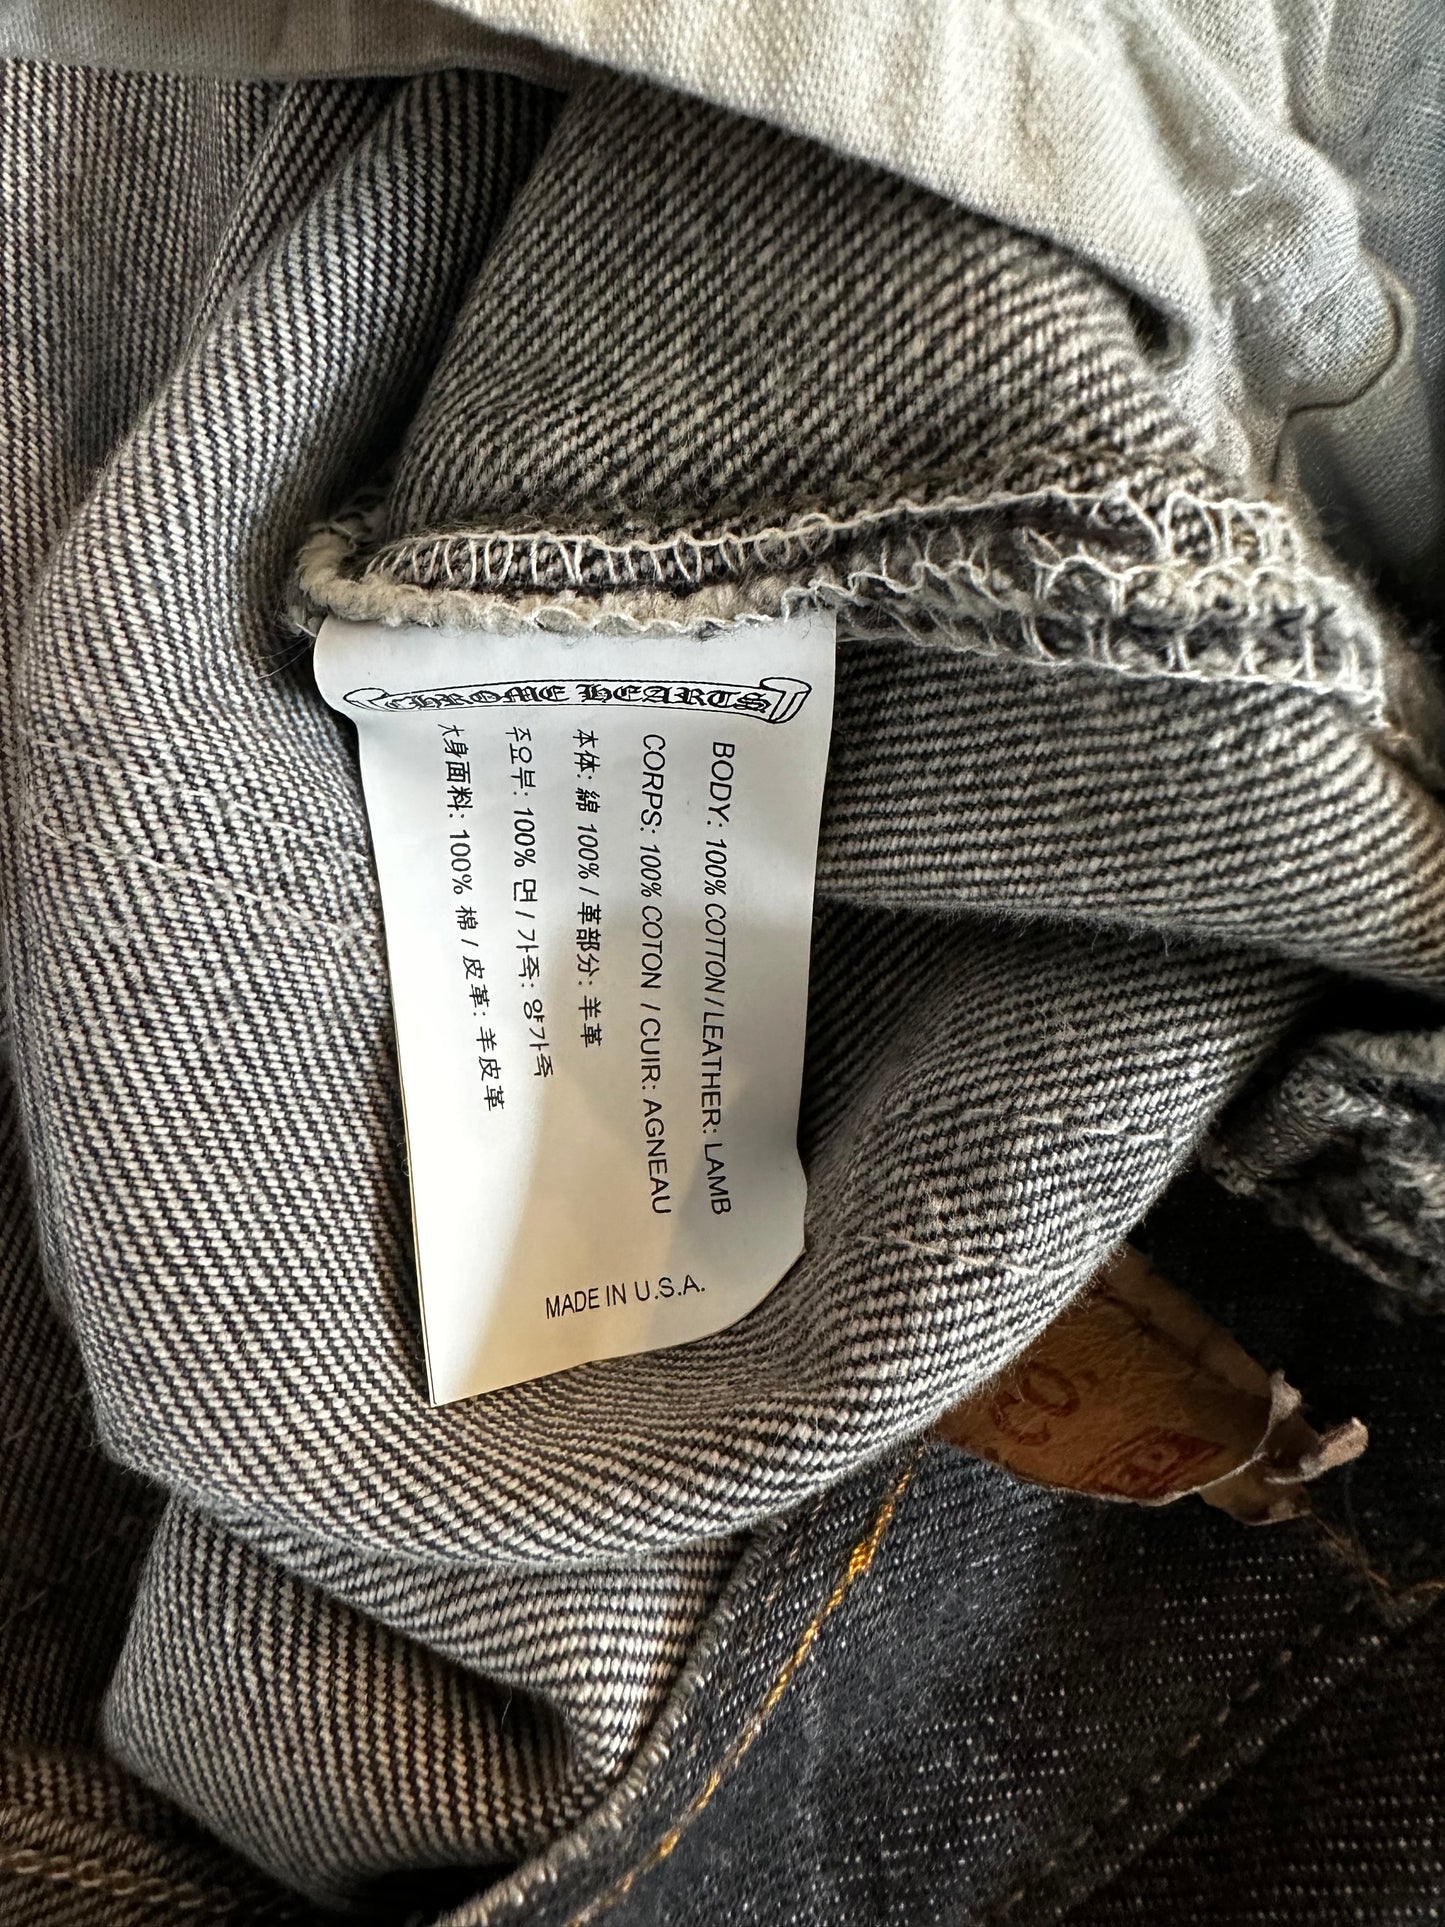 CHROME HEARTS
BODY: 100% COTTON / LEATHER: LAMB
CORPS: 100% COTON / CUIR: AGNEAU
本体: 綿 100% / 革部分: 羊革
주요부: 100% 면 / 가죽: 양가죽
大身面料: 100% 棉 / 皮革: 羊皮革
MADE IN U.S.A.